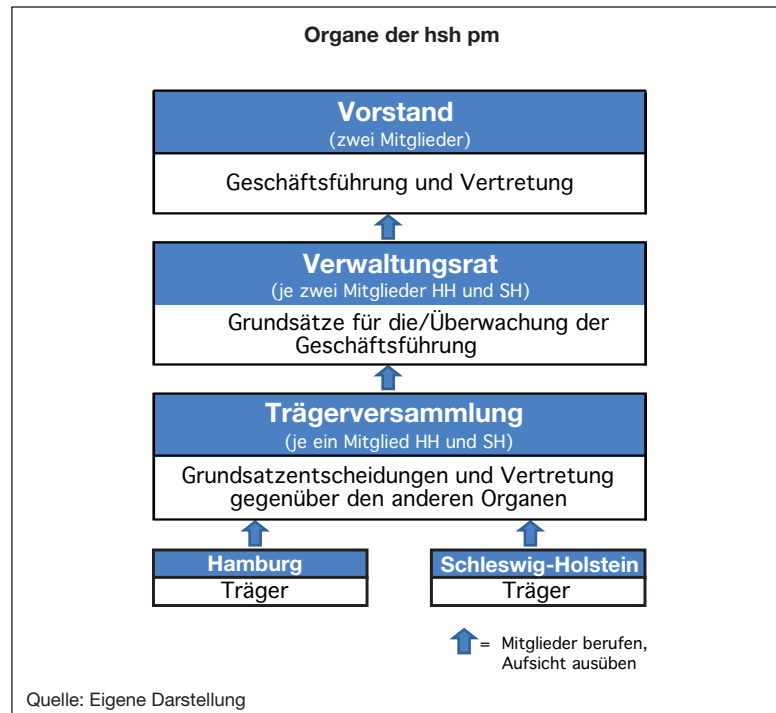 Organe der hsh pm
Vorstand
(zwei Mitglieder)
Geschäftsführung und Vertretung
Verwaltungsrat
(je zwei Mitglieder HH und SH)
Grundsätze für die/Überwachung der
Geschäftsführung
Trägerversammlung
(je ein Mitglied HH und SH)
Grundsatzentscheidungen und Vertretung
gegenüber den anderen Organen
Hamburg
Träger
Schleswig-Holstein
Träger
= Mitglieder berufen,
Aufsicht ausüben
Quelle: Eigene Darstellung